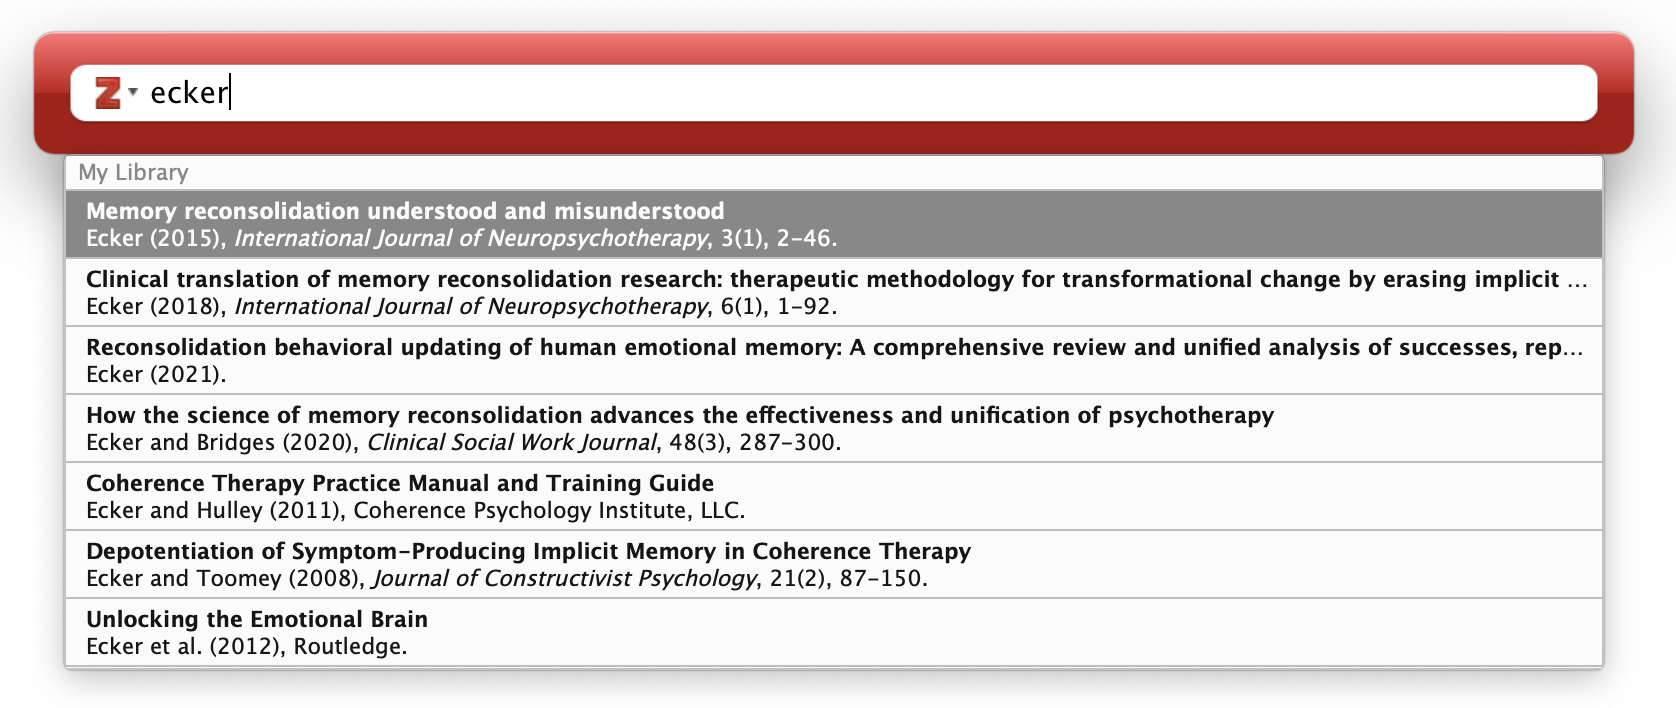 Z ecker
My Library
Memory reconsolidation understood and misunderstood
Ecker (2015), International Journal of Neuropsychotherapy, 3(1), 2–46.
Clinical translation of memory reconsolidation research: therapeutic methodology for transformational change by erasing implicit ...
Ecker (2018), International Journal of Neuropsychotherapy, 6(1), 1–92.
Reconsolidation behavioral updating of human emotional memory: A comprehensive review and unified analysis of successes, rep...
Ecker (2021).
How the science of memory reconsolidation advances the effectiveness and unification of psychotherapy
Ecker and Bridges (2020), Clinical Social Work Journal, 48(3), 287–300.
Coherence Therapy Practice Manual and Training Guide
Ecker and Hulley (2011), Coherence Psychology Institute, LLC.
Depotentiation of Symptom–Producing Implicit Memory in Coherence Therapy
Ecker and Toomey (2008), Journal of Constructivist Psychology, 21(2), 87–150.
Unlocking the Emotional Brain
Ecker et al. (2012), Routledge.